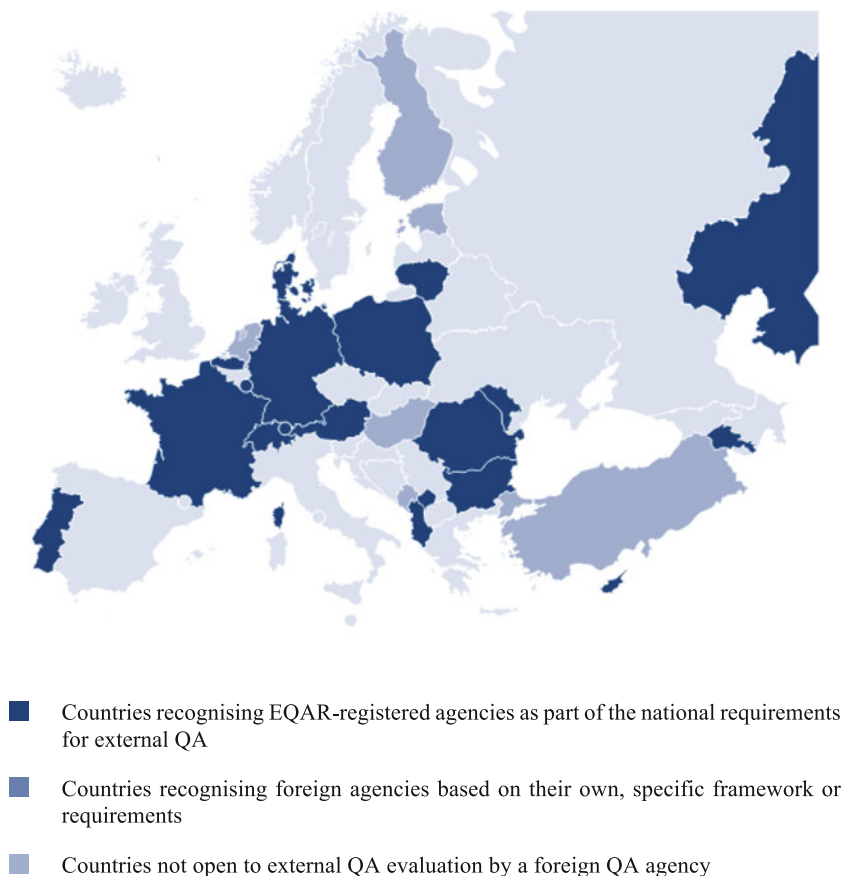 Countries recognising EQAR-registered agencies as part of the national requirements
for external QA
Countries recognising foreign agencies based on their own, specific framework or
requirements
Countries not open to external QA evaluation by a foreign QA agency